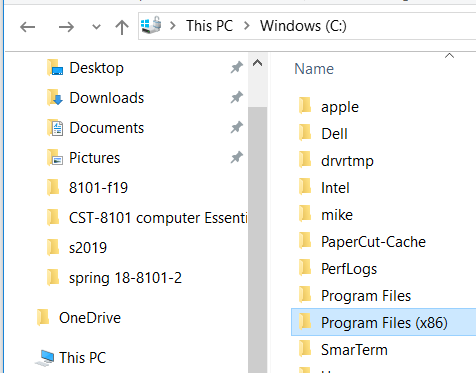 This PC > Windows (C:)
Desktop
Downloads
Documents
Pictures
8101-f19
CST-8101 computer Essenti
s2019
spring 18-8101-2
OneDrive
This PC
Name
apple
Dell
drvrtmp
Intel
mike
PaperCut-Cache
PerfLogs
Program Files
Program Files (x86)
SmarTerm